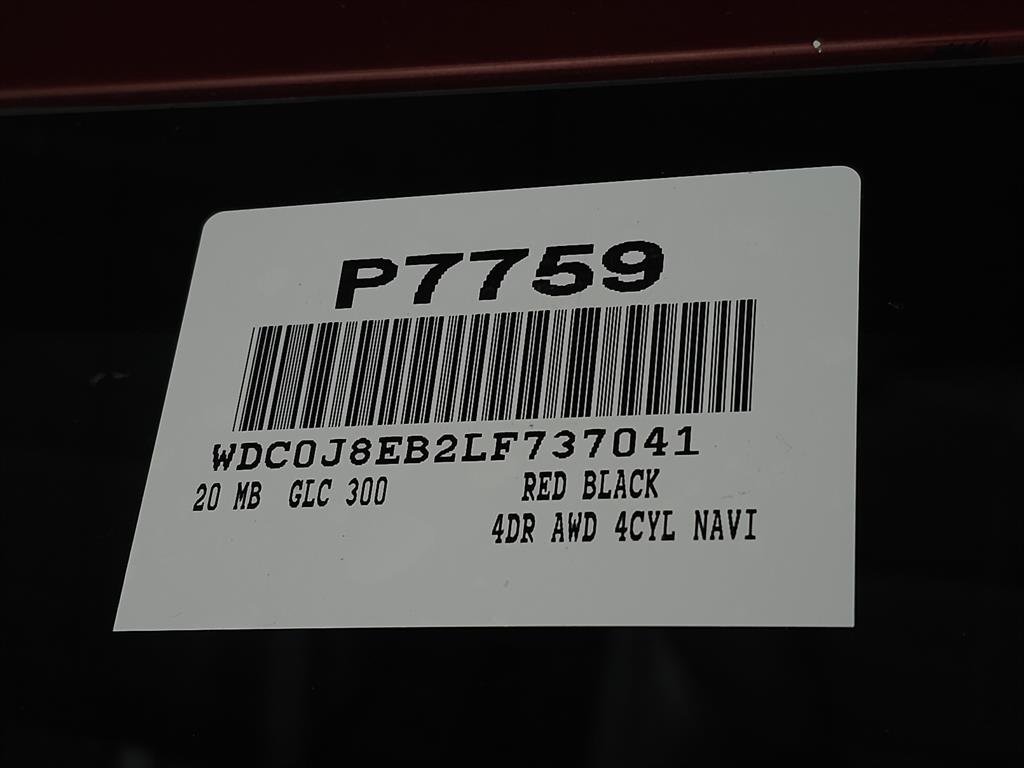 P7759
WDC0J8EB2LF737041
20 MB GLC 300 RED BLACK
4DR AWD 4CYL NAVI